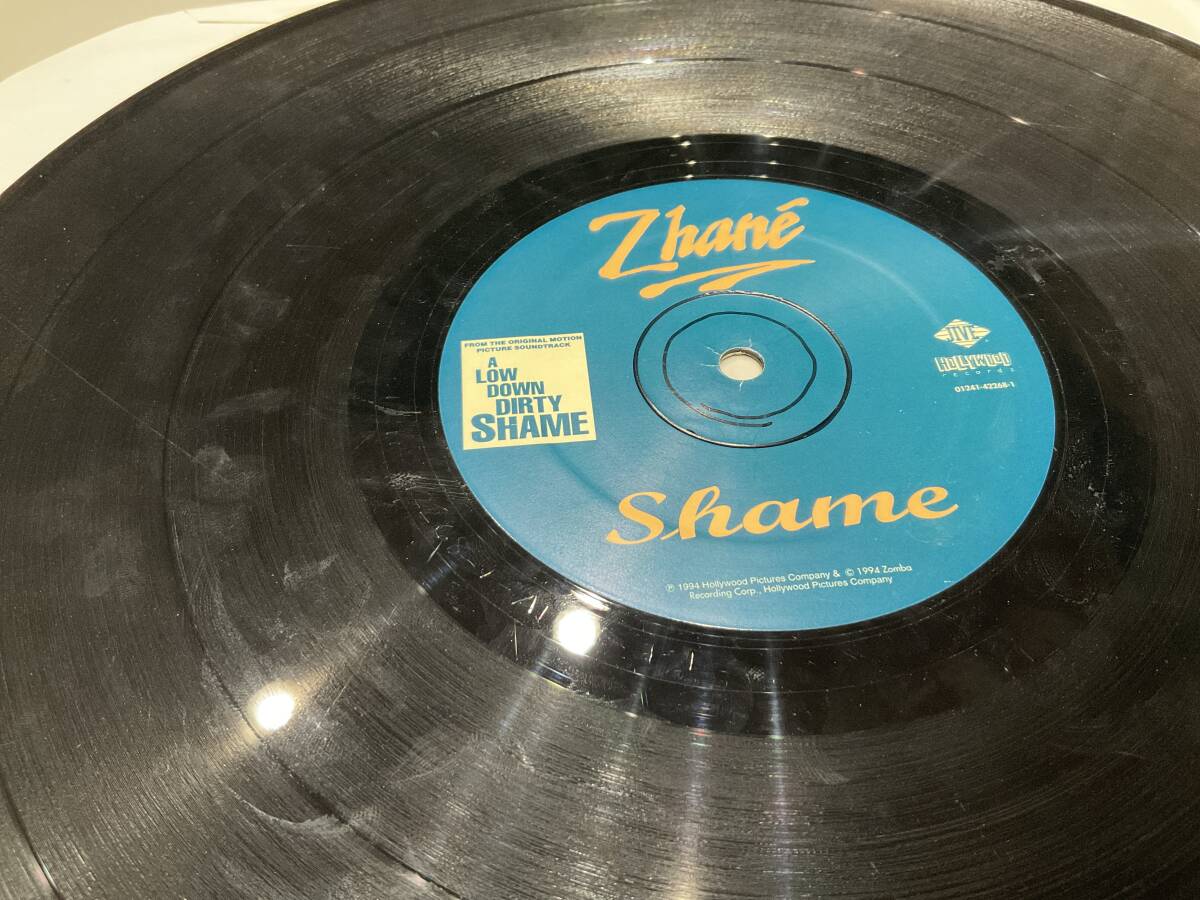 Zhané
FROM THE ORIGINAL MOTION
PICTURE SOUNDTRACK
A
LOW
DOWN
DIRTY
SHAME
JIVE
HOLLYWOOD
records
01241-42268-1
Shame
℗ 1994 Hollywood Pictures Company & © 1994 Zomba
Recording Corp., Hollywood Pictures Company